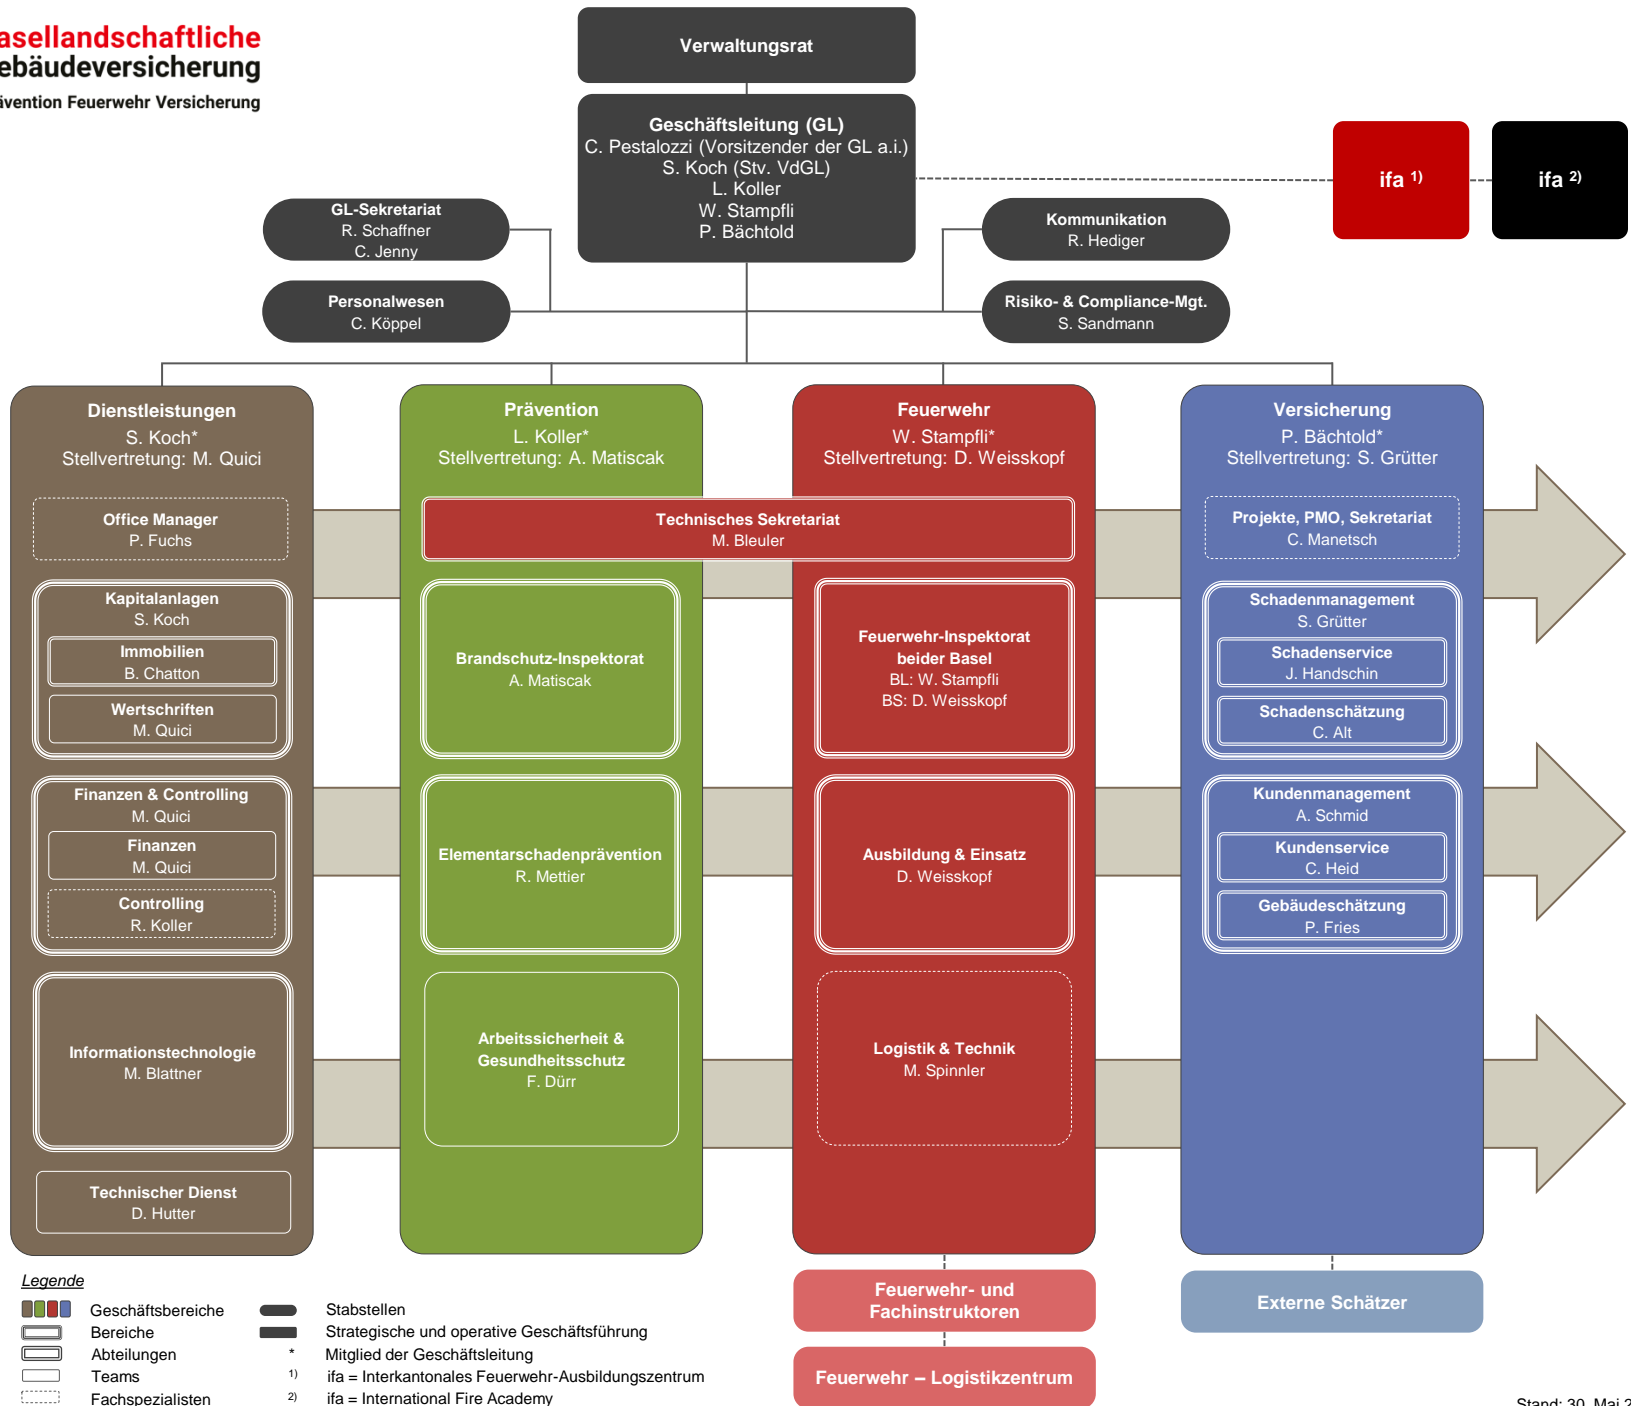 asellandschaftliche
ebäudeversicherung
ävention Feuerwehr Versicherung
Verwaltungsrat
Geschäftsleitung (GL)
C. Pestalozzi (Vorsitzender der GL a.i.)
S. Koch (Stv. VdGL)
L. Koller
W. Stampfli
P. Bächtold
ifa 1)
ifa 2)
GL-Sekretariat
R. Schaffner
C. Jenny
Kommunikation
R. Hediger
Personalwesen
C. Köppel
Risiko- & Compliance-Mgt.
S. Sandmann
Dienstleistungen
S. Koch*
Stellvertretung: M. Quici
Office Manager
P. Fuchs
Kapitalanlagen
S. Koch
Immobilien
B. Chatton
Wertschriften
M. Quici
Finanzen & Controlling
M. Quici
Finanzen
M. Quici
Controlling
R. Koller
Informationstechnologie
M. Blattner
Technischer Dienst
D. Hutter
Prävention
L. Koller*
Stellvertretung: A. Matiscak
Technisches Sekretariat
M. Bleuler
Brandschutz-Inspektorat
A. Matiscak
Elementarschadenprävention
R. Mettier
Arbeitssicherheit &
Gesundheitsschutz
F. Dürr
Feuerwehr
W. Stampfli*
Stellvertretung: D. Weisskopf
Feuerwehr-Inspektorat
beider Basel
BL: W. Stampfli
BS: D. Weisskopf
Ausbildung & Einsatz
D. Weisskopf
Logistik & Technik
M. Spinnler
Feuerwehr- und
Fachinstruktoren
Feuerwehr – Logistikzentrum
Versicherung
P. Bächtold*
Stellvertretung: S. Grütter
Projekte, PMO, Sekretariat
C. Manetsch
Schadenmanagement
S. Grütter
Schadenservice
J. Handschin
Schadenschätzung
C. Alt
Kundenmanagement
A. Schmid
Kundenservice
C. Heid
Gebäudeschätzung
P. Fries
Externe Schätzer
Legende
Geschäftsbereiche
Bereiche
Abteilungen
Teams
Fachspezialisten
Stabstellen
Strategische und operative Geschäftsführung
* Mitglied der Geschäftsleitung
1) ifa = Interkantonales Feuerwehr-Ausbildungszentrum
2) ifa = International Fire Academy
Stand: 30. Mai 2